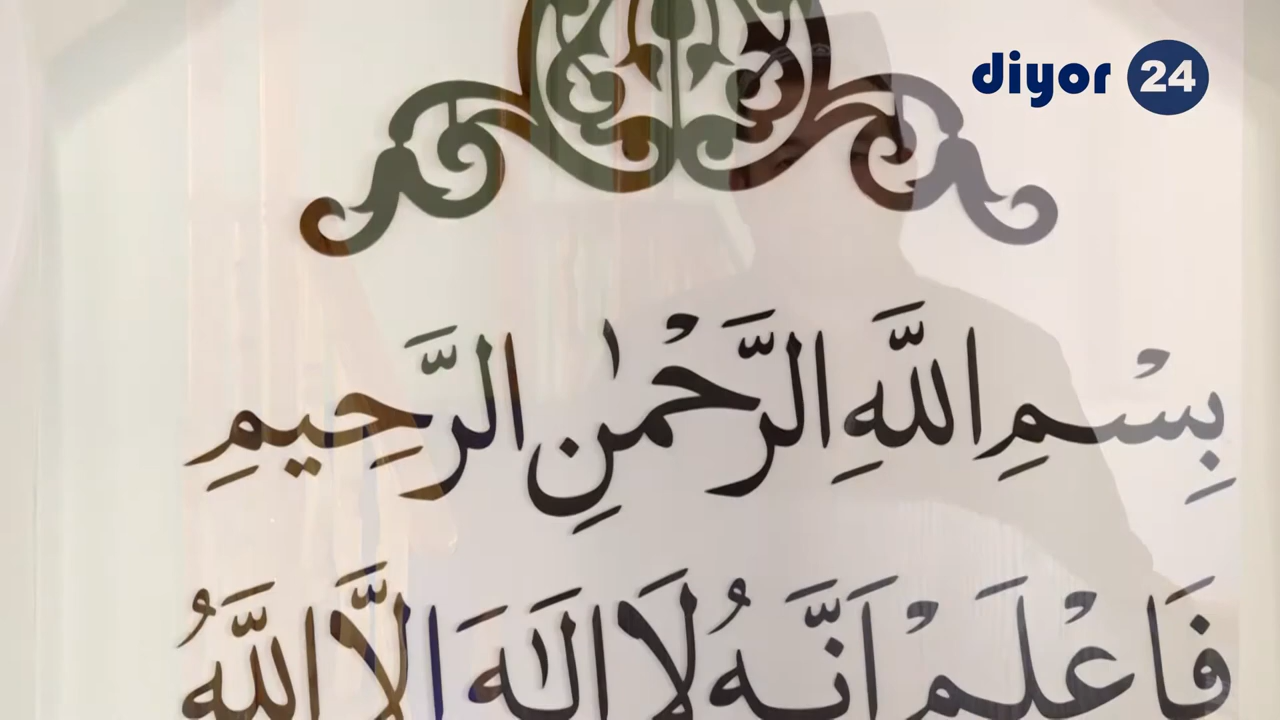 diyor 24
بِسْمِ اللَّهِ الرَّحْمٰنِ الرَّحِيمِ
فَاعْلَمْ اَنَّهُ لَا اِلٰهَ اِلَّا اللَّهُ